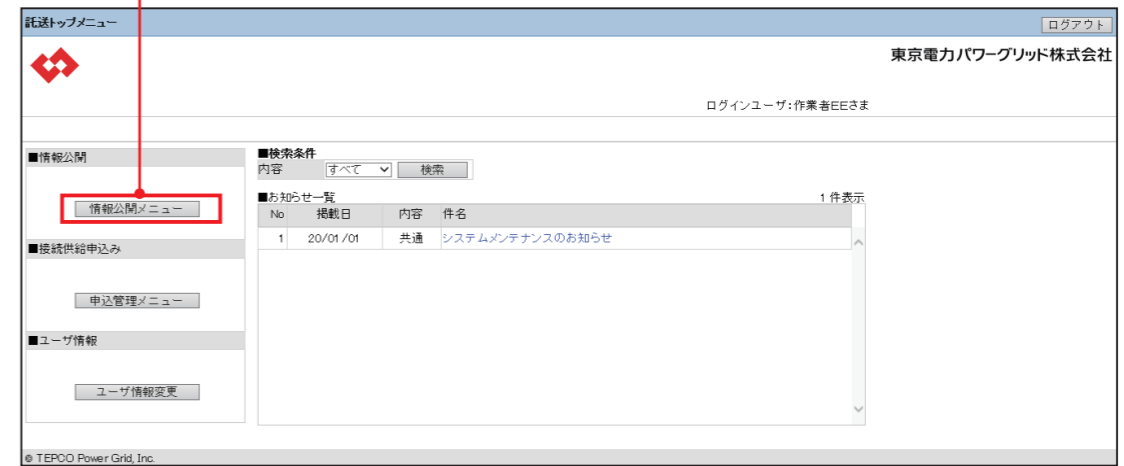 託送トップメニュー
ログアウト
東京電力パワーグリッド株式会社
ログインユーザ:作業者EEさま
■情報公開
情報公開メニュー
■接続供給申込み
申込管理メニュー
■ユーザ情報
ユーザ情報変更
■検索条件
内容 すべて 検索
■お知らせ一覧 1 件表示
No 掲載日 内容 件名
1 20/01/01 共通 システムメンテナンスのお知らせ
© TEPCO Power Grid, Inc.